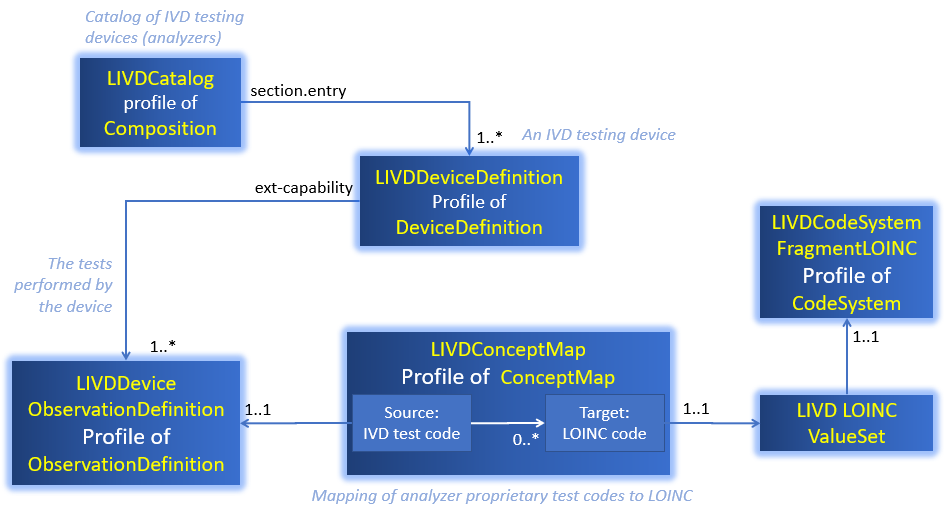 Catalog of IVD testing
devices (analyzers)
LIVDCatalog
profile of
Composition
section.entry
1..*
An IVD testing device
LIVDDeviceDefinition
Profile of
DeviceDefinition
ext-capability
The tests
performed by
the device
1..*
LIVDDevice
ObservationDefinition
Profile of
ObservationDefinition
1..1
LIVDConceptMap
Profile of ConceptMap
Source:
IVD test code
0..*
Target:
LOINC code
Mapping of analyzer proprietary test codes to LOINC
1..1
LIVD LOINC
ValueSet
1..1
LIVDCodeSystem
FragmentLOINC
Profile of
CodeSystem